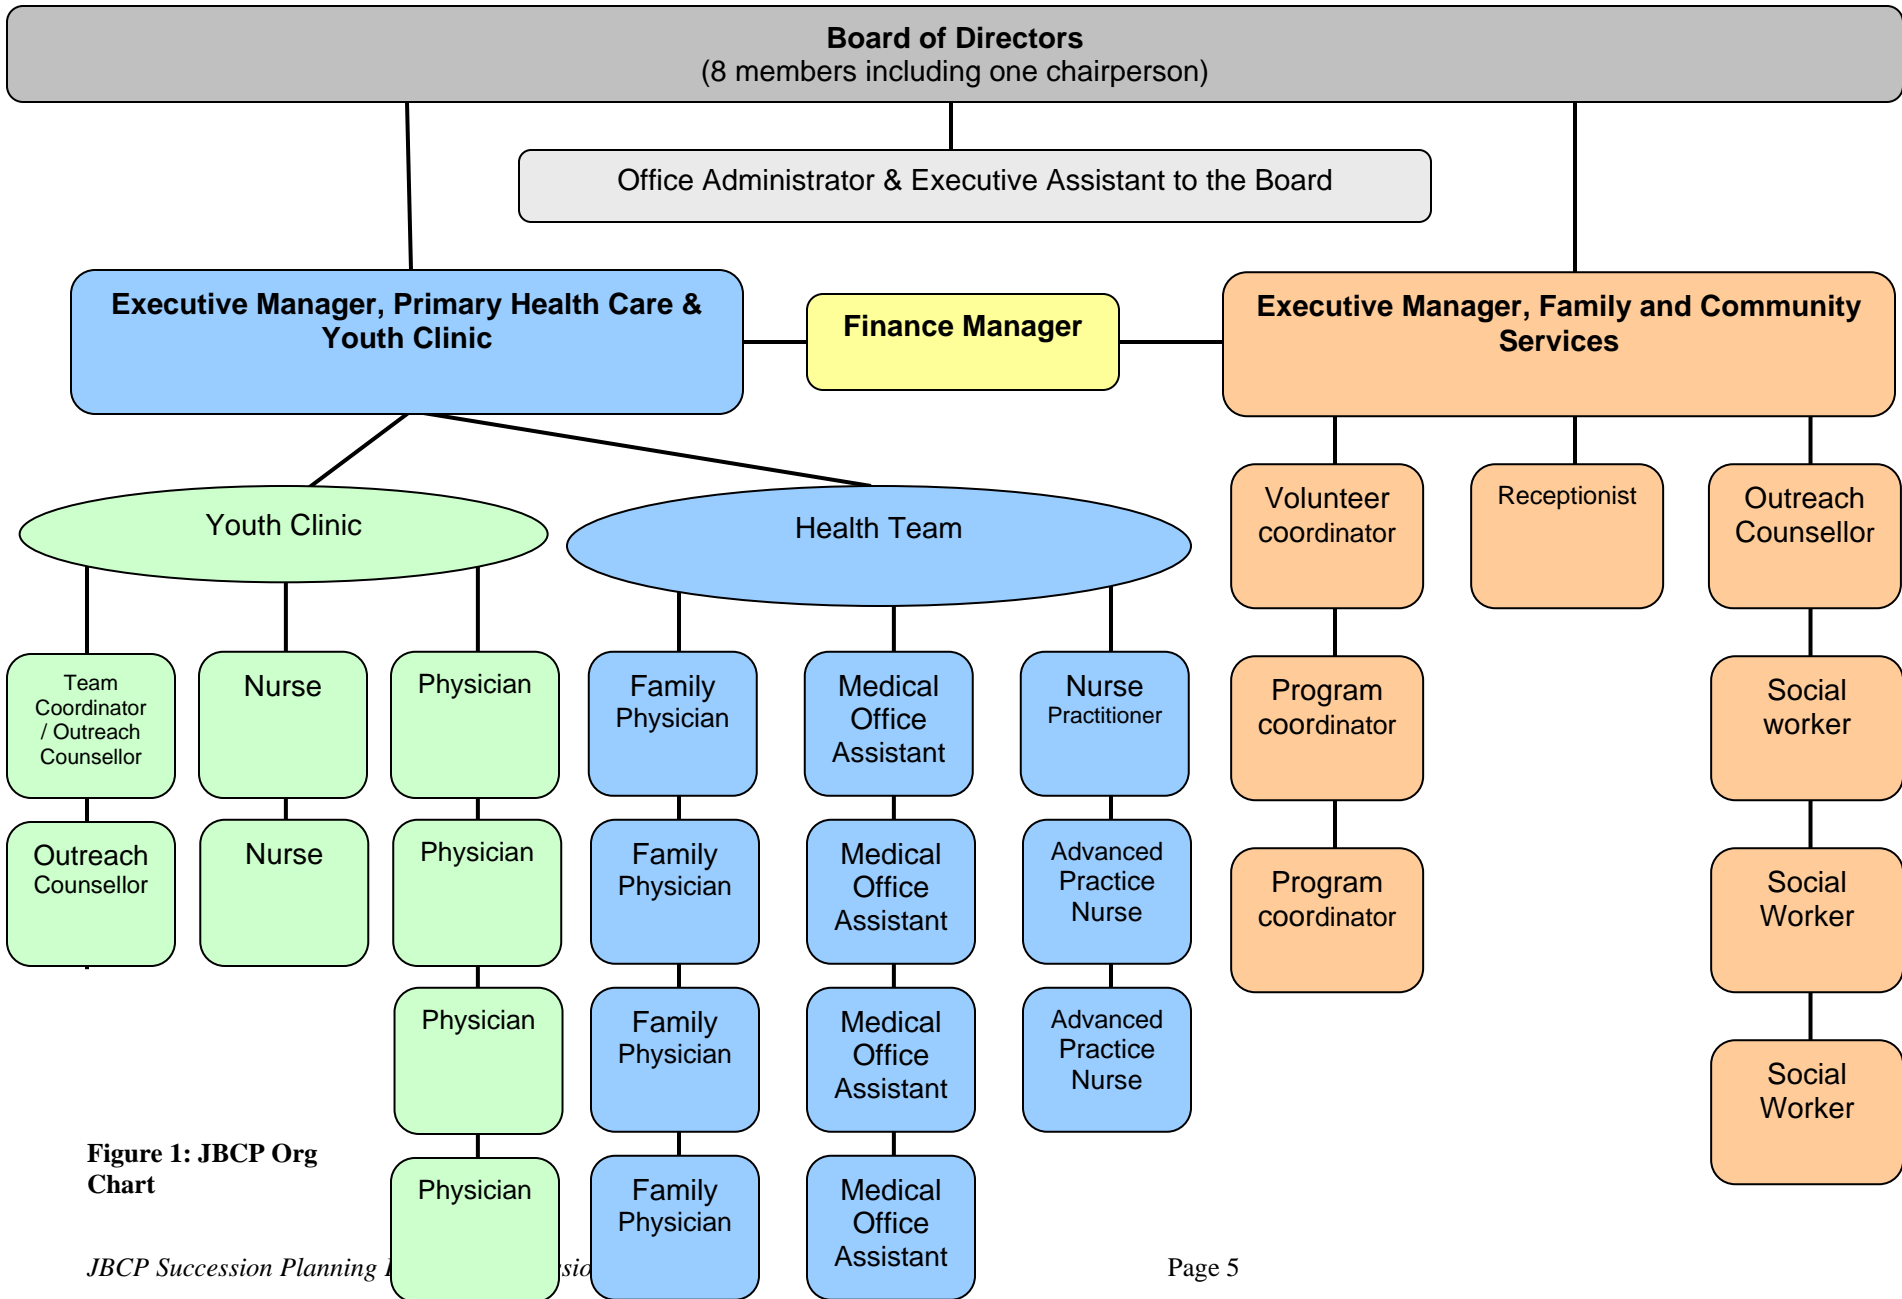 Board of Directors
(8 members including one chairperson)
Office Administrator & Executive Assistant to the Board
Executive Manager, Primary Health Care &
Youth Clinic
Finance Manager
Executive Manager, Family and Community
Services
Youth Clinic
Health Team
Volunteer
coordinator
Receptionist
Outreach
Counsellor
Team
Coordinator
/ Outreach
Counsellor
Nurse
Physician
Family
Physician
Medical
Office
Assistant
Nurse
Practitioner
Program
coordinator
Social
worker
Outreach
Counsellor
Nurse
Physician
Family
Physician
Medical
Office
Assistant
Advanced
Practice
Nurse
Program
coordinator
Social
Worker
Physician
Family
Physician
Medical
Office
Assistant
Advanced
Practice
Nurse
Social
Worker
Physician
Family
Physician
Medical
Office
Assistant
Figure 1: JBCP Org
Chart
JBCP Succession Planning
Page 5